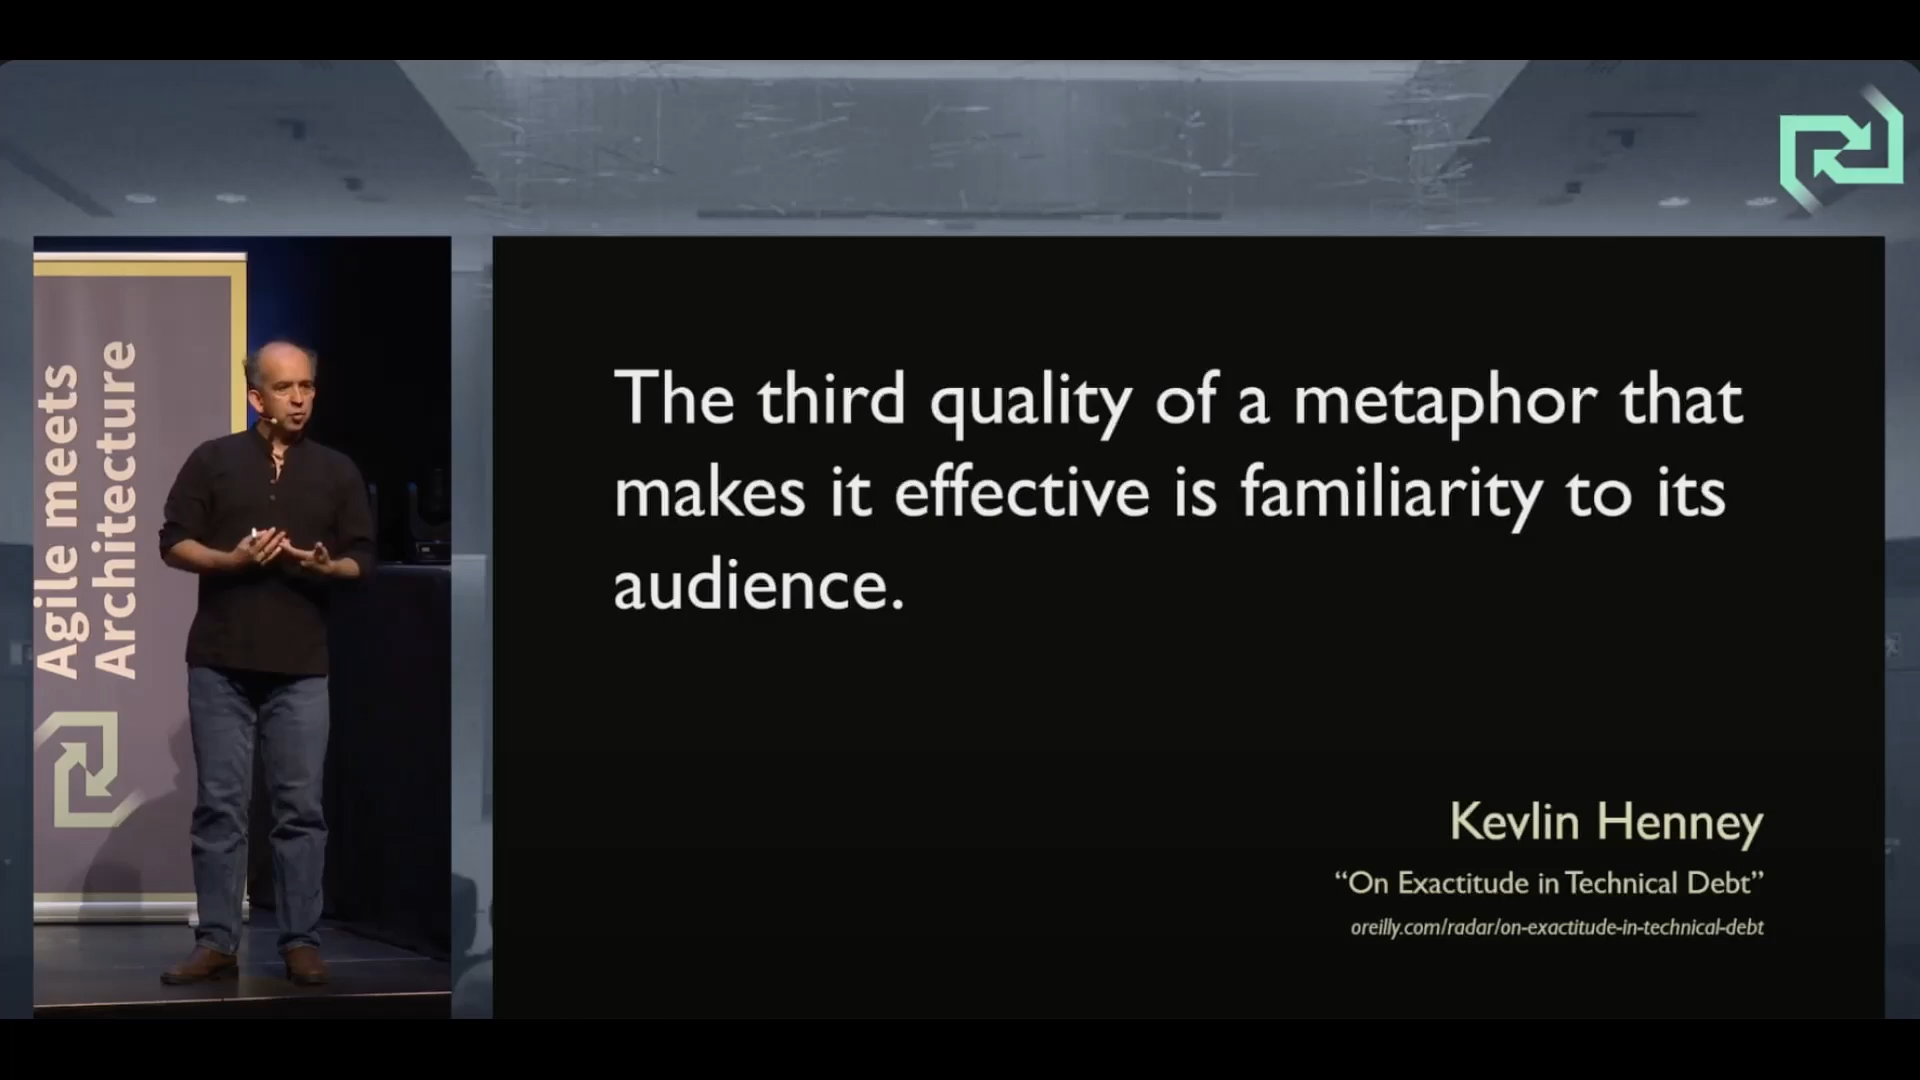 Agile meets
Architecture
The third quality of a metaphor that
makes it effective is familiarity to its
audience.
Kevlin Henney
“On Exactitude in Technical Debt”
oreilly.com/radar/on-exactitude-in-technical-debt